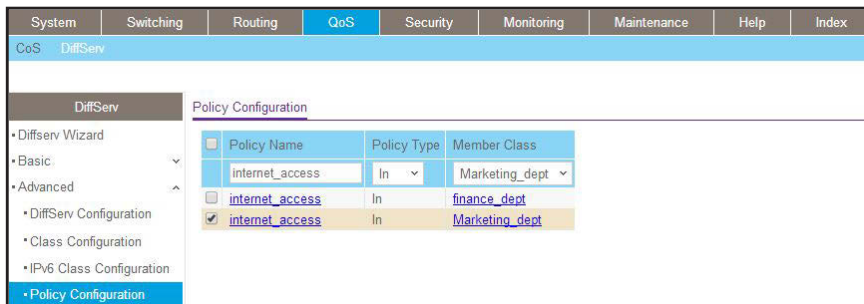 System Switching Routing QoS Security Monitoring Maintenance Help Index
CoS DiffServ
DiffServ
Diffserv Wizard
Basic
Advanced
DiffServ Configuration
Class Configuration
IPv6 Class Configuration
Policy Configuration
Policy Configuration
Policy Name Policy Type Member Class
internet_access In Marketing_dept
internet_access In finance_dept
internet_access In Marketing_dept